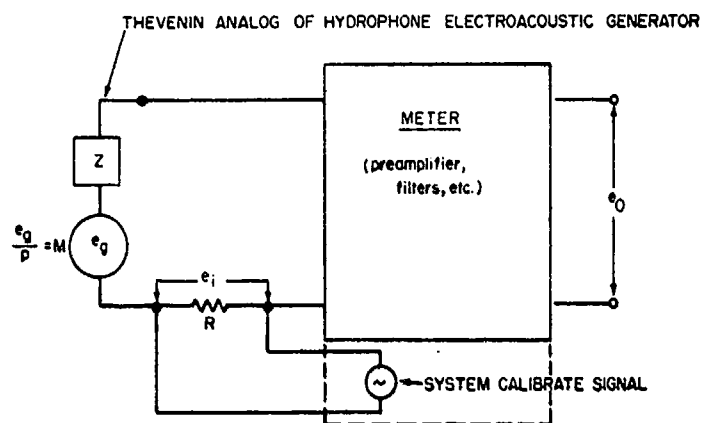 THEVENIN ANALOG OF HYDROPHONE ELECTROACOUSTIC GENERATOR
METER
(preamplifier,
filters, etc.)
Z
e_g/p = M
e_g
e_i
R
e_0
~
SYSTEM CALIBRATE SIGNAL